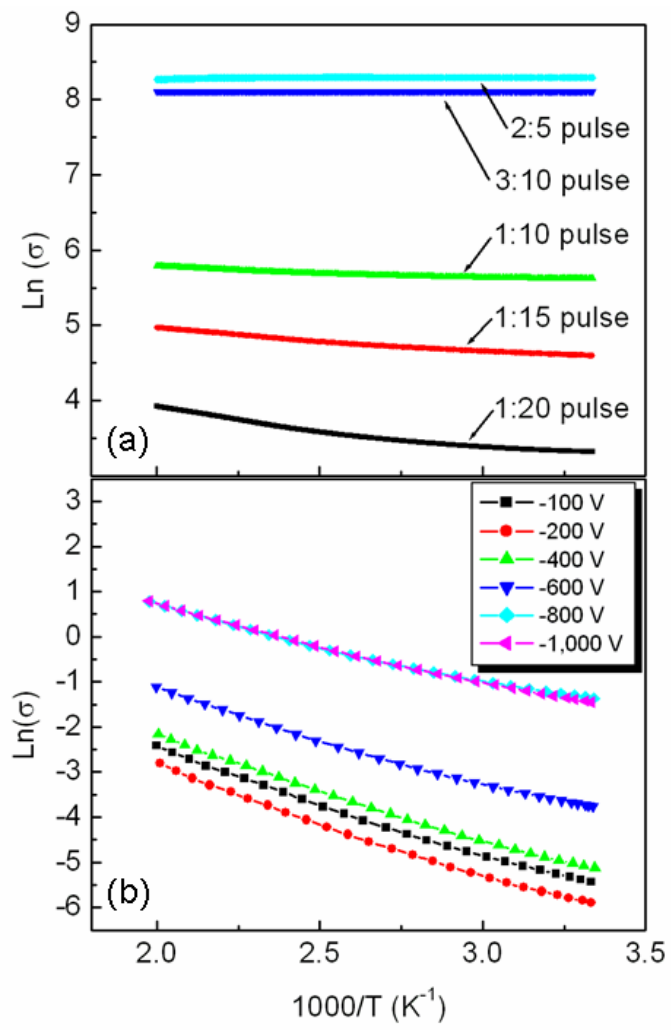 9
8
7
6
5
4
Ln (σ)
2:5 pulse
3:10 pulse
1:10 pulse
1:15 pulse
1:20 pulse
(a)
3
2
1
0
-1
-2
-3
-4
-5
-6
Ln(σ)
-100 V
-200 V
-400 V
-600 V
-800 V
-1,000 V
(b)
2.0 2.5 3.0 3.5
1000/T (K⁻¹)